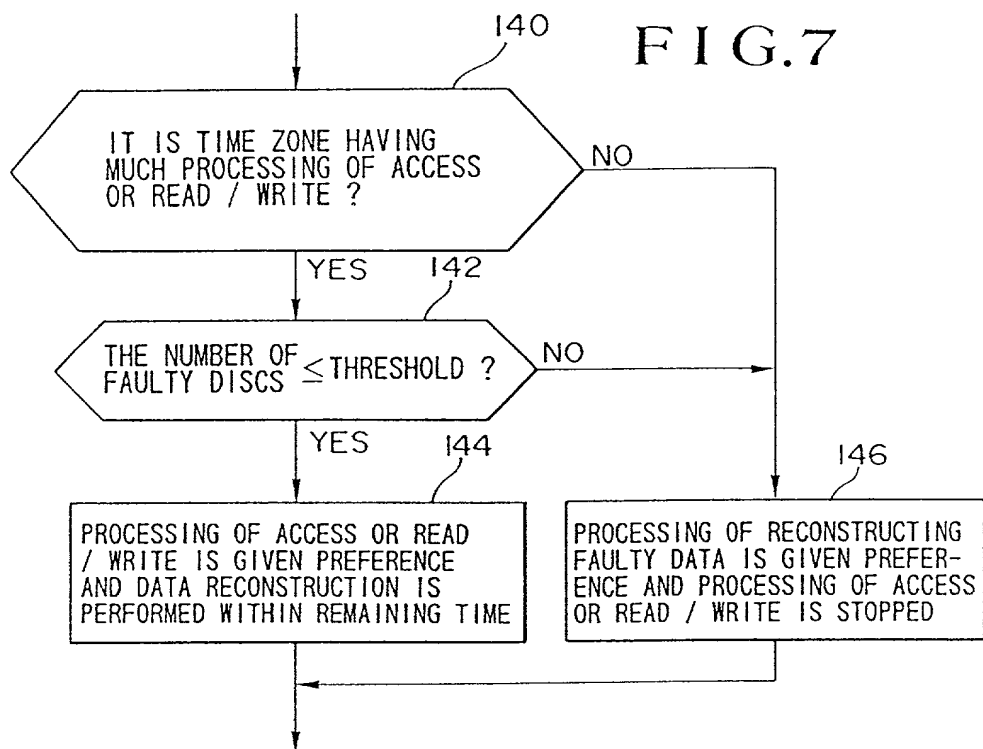 140
F I G.7
IT IS TIME ZONE HAVING
MUCH PROCESSING OF ACCESS
OR READ / WRITE ?
NO
YES
142
THE NUMBER OF
FAULTY DISCS ≤ THRESHOLD ?
NO
YES
144
146
PROCESSING OF ACCESS OR READ
/ WRITE IS GIVEN PREFERENCE
AND DATA RECONSTRUCTION IS
PERFORMED WITHIN REMAINING TIME
PROCESSING OF RECONSTRUCTING
FAULTY DATA IS GIVEN PREFER-
ENCE AND PROCESSING OF ACCESS
OR READ / WRITE IS STOPPED